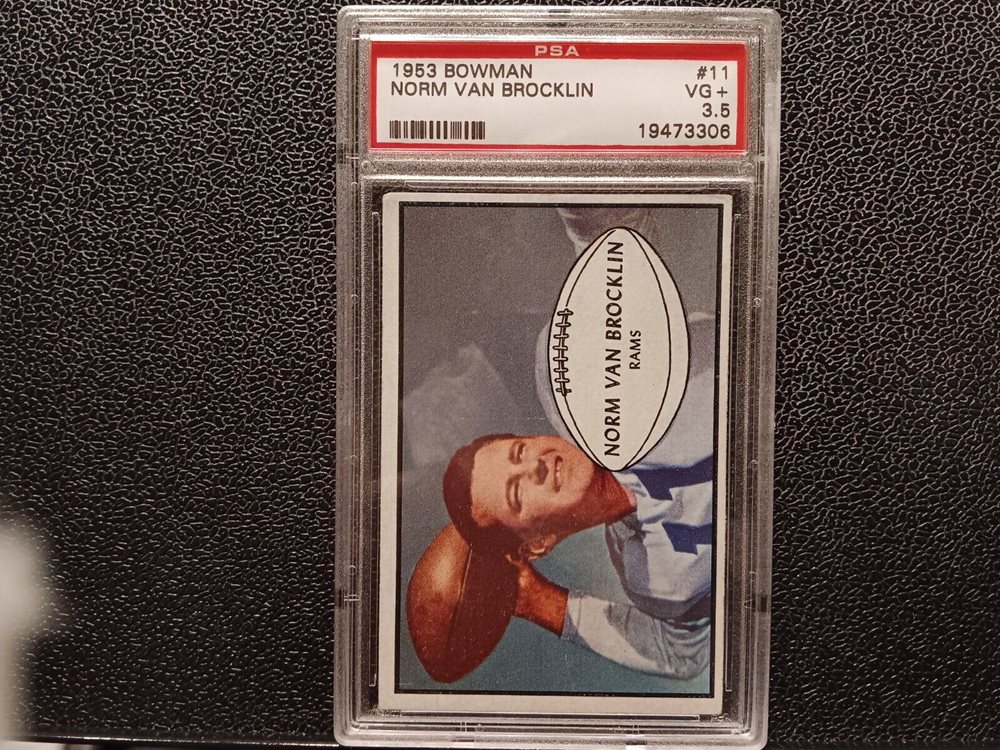 PSA
1953 BOWMAN #11
NORM VAN BROCKLIN VG +
3.5
19473306
NORM VAN BROCKLIN
RAMS